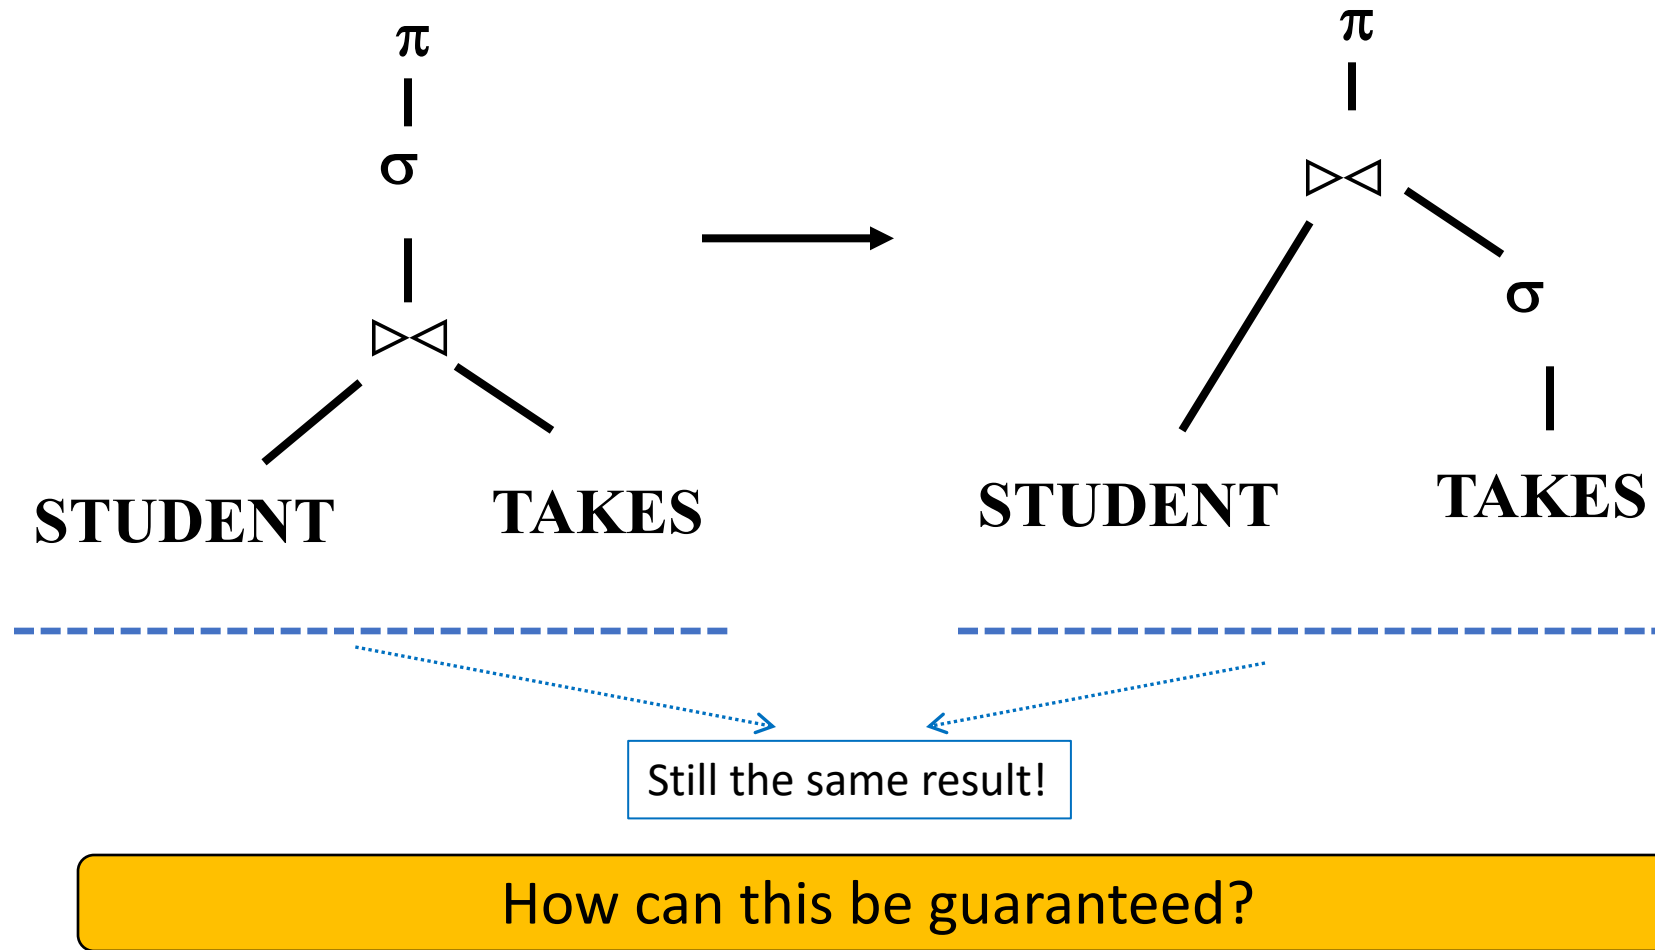 π
σ
▷◁
STUDENT TAKES
π
▷◁
σ
STUDENT TAKES
Still the same result!
How can this be guaranteed?